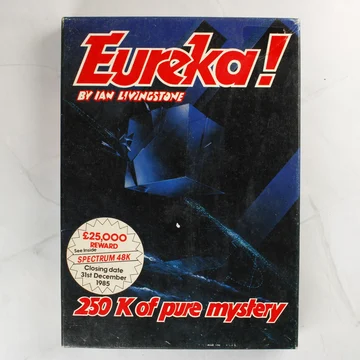 Eureka!
BY IAN LIVINGSTONE
£25,000
REWARD
See Inside
SPECTRUM 48K
Closing date
31st December
1985
250 K of pure mystery